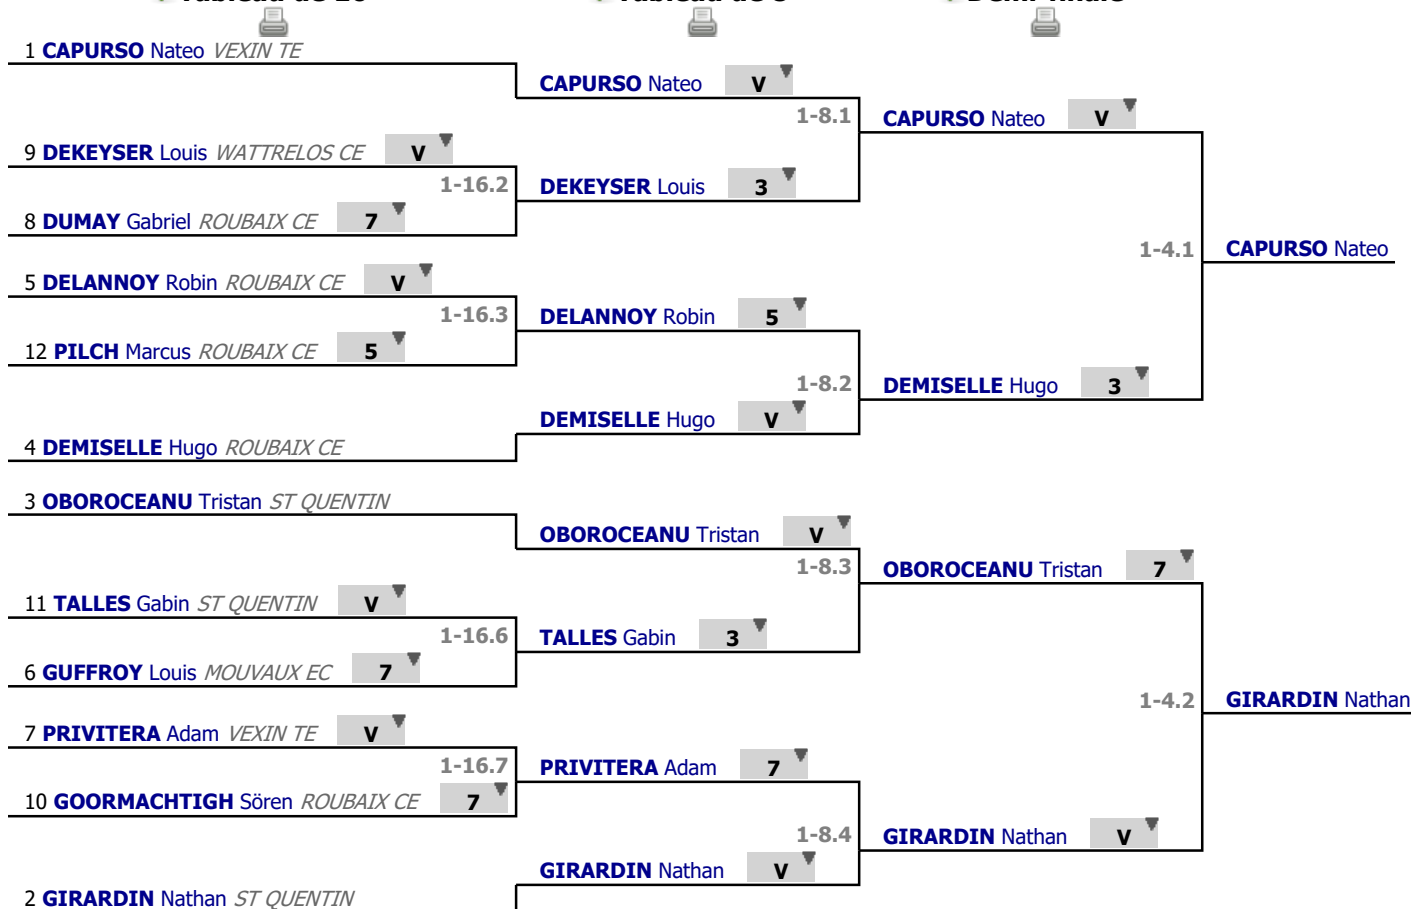 1 CAPURSO Nateo VEXIN TE
CAPURSO Nateo V
1-8.1
CAPURSO Nateo V
9 DEKEYSER Louis WATTRELOS CE V
1-16.2
DEKEYSER Louis 3
8 DUMAY Gabriel ROUBAIX CE 7
1-4.1
CAPURSO Nateo
5 DELANNOY Robin ROUBAIX CE V
1-16.3
DELANNOY Robin 5
12 PILCH Marcus ROUBAIX CE 5
1-8.2
DEMISELLE Hugo 3
DEMISELLE Hugo V
4 DEMISELLE Hugo ROUBAIX CE
3 OBOROCEANU Tristan ST QUENTIN
OBOROCEANU Tristan V
1-8.3
OBOROCEANU Tristan 7
11 TALLES Gabin ST QUENTIN V
1-16.6
TALLES Gabin 3
6 GUFFROY Louis MOUVAUX EC 7
1-4.2
GIRARDIN Nathan
7 PRIVITERA Adam VEXIN TE V
1-16.7
PRIVITERA Adam 7
10 GOORMACHTIGH Sören ROUBAIX CE 7
1-8.4
GIRARDIN Nathan V
GIRARDIN Nathan V
2 GIRARDIN Nathan ST QUENTIN